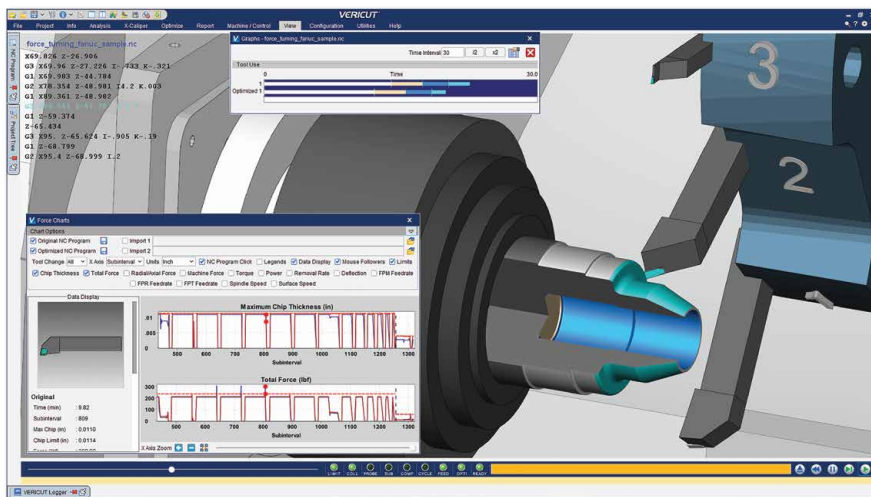 VERICUT
File Project Info Analysis X-Caliper Optimize Report Machine / Control View Configuration Utilities Help
NC Program
Project Tree
force_turning_fanuc_sample.nc
X69.826 Z-26.906
G3 X69.96 Z-27.226 I-.733 K-.321
G1 X69.983 Z-44.784
G2 X78.354 Z-48.981 I4.2 K.003
G1 X89.361 Z-48.982
G1 Z-59.374
Z-65.434
G3 X95. Z-65.624 I-.905 K-.19
G1 Z-68.799
G2 X95.4 Z-68.999 I.2
Graphs - force_turning_fanuc_sample.nc
Time Interval 30 /2 x2
Tool Use
0 Time 30.0
1
Optimized 1
3
2
Force Charts
Chart Options
Original NC Program Import 1
Optimized NC Program Import 2
Tool Change All X Axis Subinterval Units Inch NC Program Click Legends Data Display Mouse Followers Limits
Chip Thickness Total Force Radial/Axial Force Machine Force Torque Power Removal Rate Deflection FPM Feedrate
FPR Feedrate FPT Feedrate Spindle Speed Surface Speed
Data Display
Maximum Chip Thickness (in)
.01
.005
0
500 600 700 800 900 1000 1100 1200 1300
Subinterval
Total Force (lbf)
300
200
100
0
500 600 700 800 900 1000 1100 1200 1300
Subinterval
Original
Time (min) : 9.82
Subinterval : 809
Max Chip (in) : 0.0110
Chip Limit (in) : 0.0114
X Axis Zoom
LIMIT COLL PROBE SUB COMP CYCLE FEED OPTI READY
VERICUT Logger